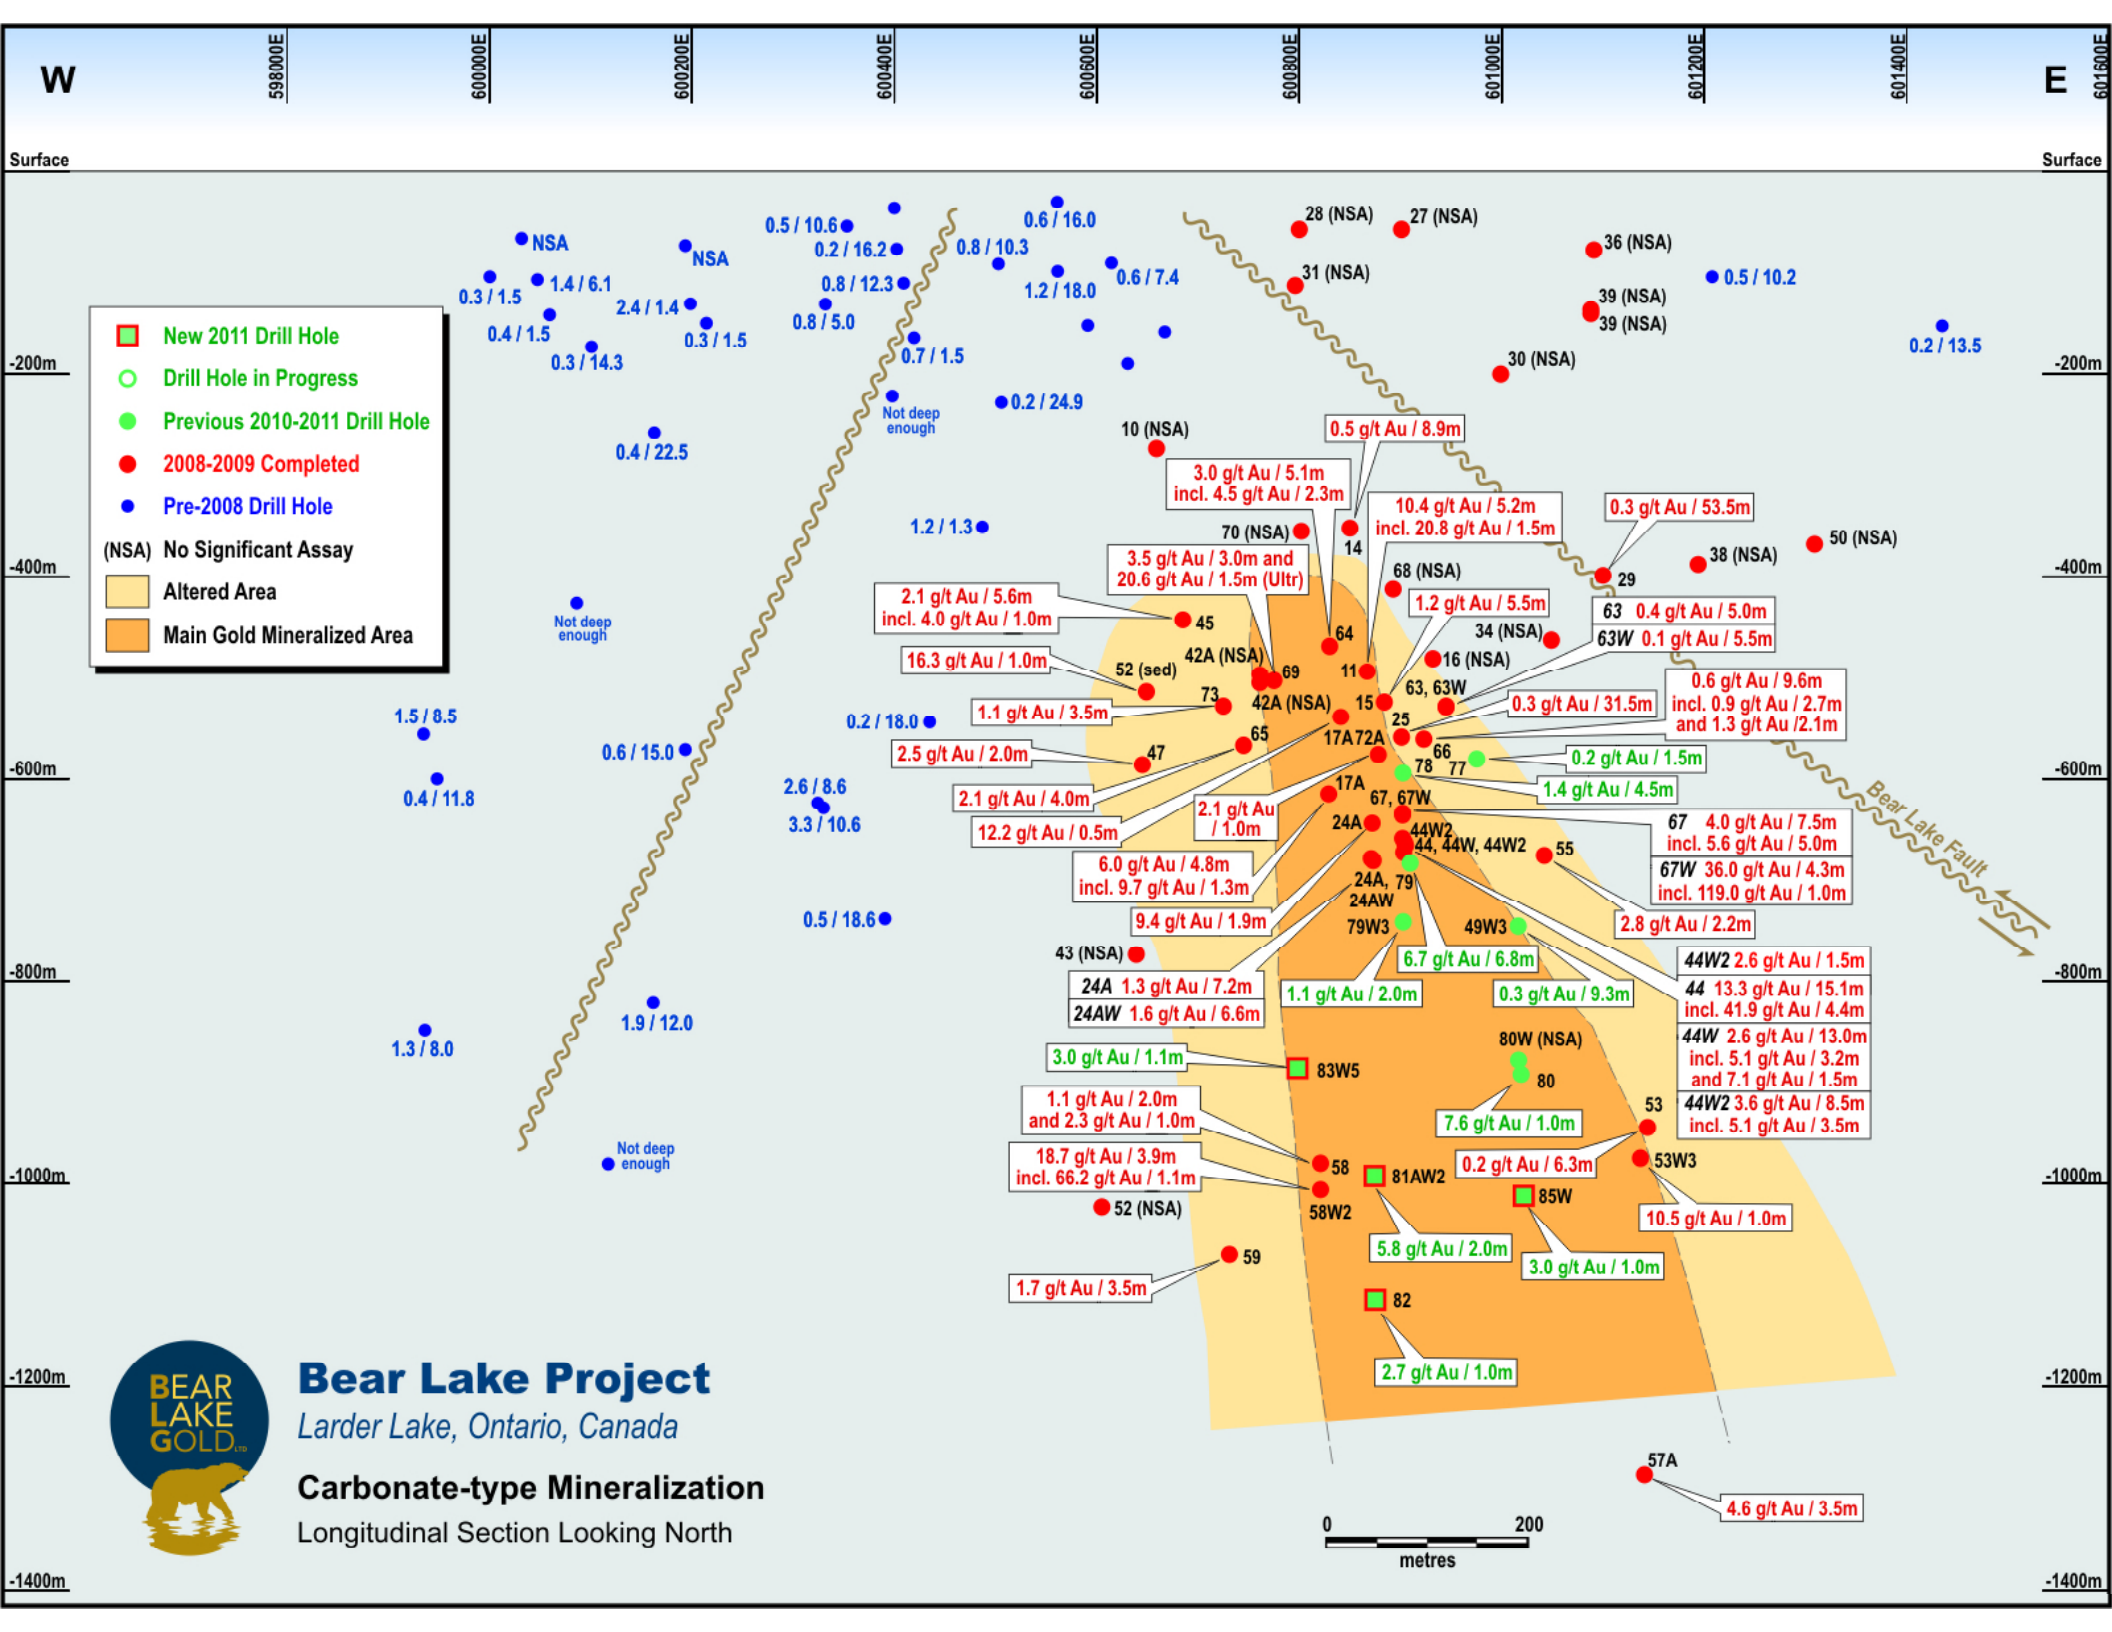 W
598000E
600000E
600200E
600400E
600600E
600800E
601000E
601200E
601400E
601600E
E
Surface
Surface
-200m
-200m
-400m
-400m
-600m
-600m
-800m
-800m
-1000m
-1000m
-1200m
-1200m
-1400m
-1400m
New 2011 Drill Hole
Drill Hole in Progress
Previous 2010-2011 Drill Hole
2008-2009 Completed
Pre-2008 Drill Hole
(NSA) No Significant Assay
Altered Area
Main Gold Mineralized Area
NSA
0.3 / 1.5
1.4 / 6.1
0.4 / 1.5
0.3 / 14.3
NSA
2.4 / 1.4
0.3 / 1.5
0.4 / 22.5
0.5 / 10.6
0.2 / 16.2
0.8 / 12.3
0.8 / 5.0
0.7 / 1.5
Not deep
enough
0.8 / 10.3
0.6 / 16.0
1.2 / 18.0
0.6 / 7.4
0.2 / 24.9
1.2 / 1.3
Not deep
enough
1.5 / 8.5
0.4 / 11.8
0.6 / 15.0
0.2 / 18.0
2.6 / 8.6
3.3 / 10.6
0.5 / 18.6
1.9 / 12.0
1.3 / 8.0
Not deep
enough
0.5 / 10.2
0.2 / 13.5
28 (NSA)
27 (NSA)
31 (NSA)
36 (NSA)
39 (NSA)
39 (NSA)
30 (NSA)
10 (NSA)
0.5 g/t Au / 8.9m
3.0 g/t Au / 5.1m
incl. 4.5 g/t Au / 2.3m
10.4 g/t Au / 5.2m
incl. 20.8 g/t Au / 1.5m
0.3 g/t Au / 53.5m
70 (NSA)
14
50 (NSA)
38 (NSA)
29
3.5 g/t Au / 3.0m and
20.6 g/t Au / 1.5m (Ultr)
68 (NSA)
2.1 g/t Au / 5.6m
incl. 4.0 g/t Au / 1.0m
45
1.2 g/t Au / 5.5m
63 0.4 g/t Au / 5.0m
63W 0.1 g/t Au / 5.5m
64
34 (NSA)
16.3 g/t Au / 1.0m
52 (sed)
42A (NSA)
69
11
16 (NSA)
73
42A (NSA)
15
63, 63W
0.3 g/t Au / 31.5m
0.6 g/t Au / 9.6m
incl. 0.9 g/t Au / 2.7m
and 1.3 g/t Au /2.1m
1.1 g/t Au / 3.5m
25
65
17A
72A
66
2.5 g/t Au / 2.0m
47
78
77
0.2 g/t Au / 1.5m
1.4 g/t Au / 4.5m
2.1 g/t Au / 4.0m
17A
67, 67W
12.2 g/t Au / 0.5m
2.1 g/t Au
/ 1.0m
24A
44W2
44, 44W, 44W2
55
67 4.0 g/t Au / 7.5m
incl. 5.6 g/t Au / 5.0m
67W 36.0 g/t Au / 4.3m
incl. 119.0 g/t Au / 1.0m
Bear Lake Fault
6.0 g/t Au / 4.8m
incl. 9.7 g/t Au / 1.3m
24A,
24AW
79
9.4 g/t Au / 1.9m
79W3
49W3
2.8 g/t Au / 2.2m
43 (NSA)
6.7 g/t Au / 6.8m
24A 1.3 g/t Au / 7.2m
24AW 1.6 g/t Au / 6.6m
1.1 g/t Au / 2.0m
0.3 g/t Au / 9.3m
44W2 2.6 g/t Au / 1.5m
44 13.3 g/t Au / 15.1m
incl. 41.9 g/t Au / 4.4m
44W 2.6 g/t Au / 13.0m
incl. 5.1 g/t Au / 3.2m
and 7.1 g/t Au / 1.5m
44W2 3.6 g/t Au / 8.5m
incl. 5.1 g/t Au / 3.5m
3.0 g/t Au / 1.1m
83W5
80W (NSA)
80
1.1 g/t Au / 2.0m
and 2.3 g/t Au / 1.0m
7.6 g/t Au / 1.0m
53
18.7 g/t Au / 3.9m
incl. 66.2 g/t Au / 1.1m
58
58W2
81AW2
0.2 g/t Au / 6.3m
53W3
85W
52 (NSA)
10.5 g/t Au / 1.0m
59
5.8 g/t Au / 2.0m
3.0 g/t Au / 1.0m
1.7 g/t Au / 3.5m
82
2.7 g/t Au / 1.0m
57A
4.6 g/t Au / 3.5m
BEAR
LAKE
GOLD LTD
Bear Lake Project
Larder Lake, Ontario, Canada
Carbonate-type Mineralization
Longitudinal Section Looking North
0 200
metres